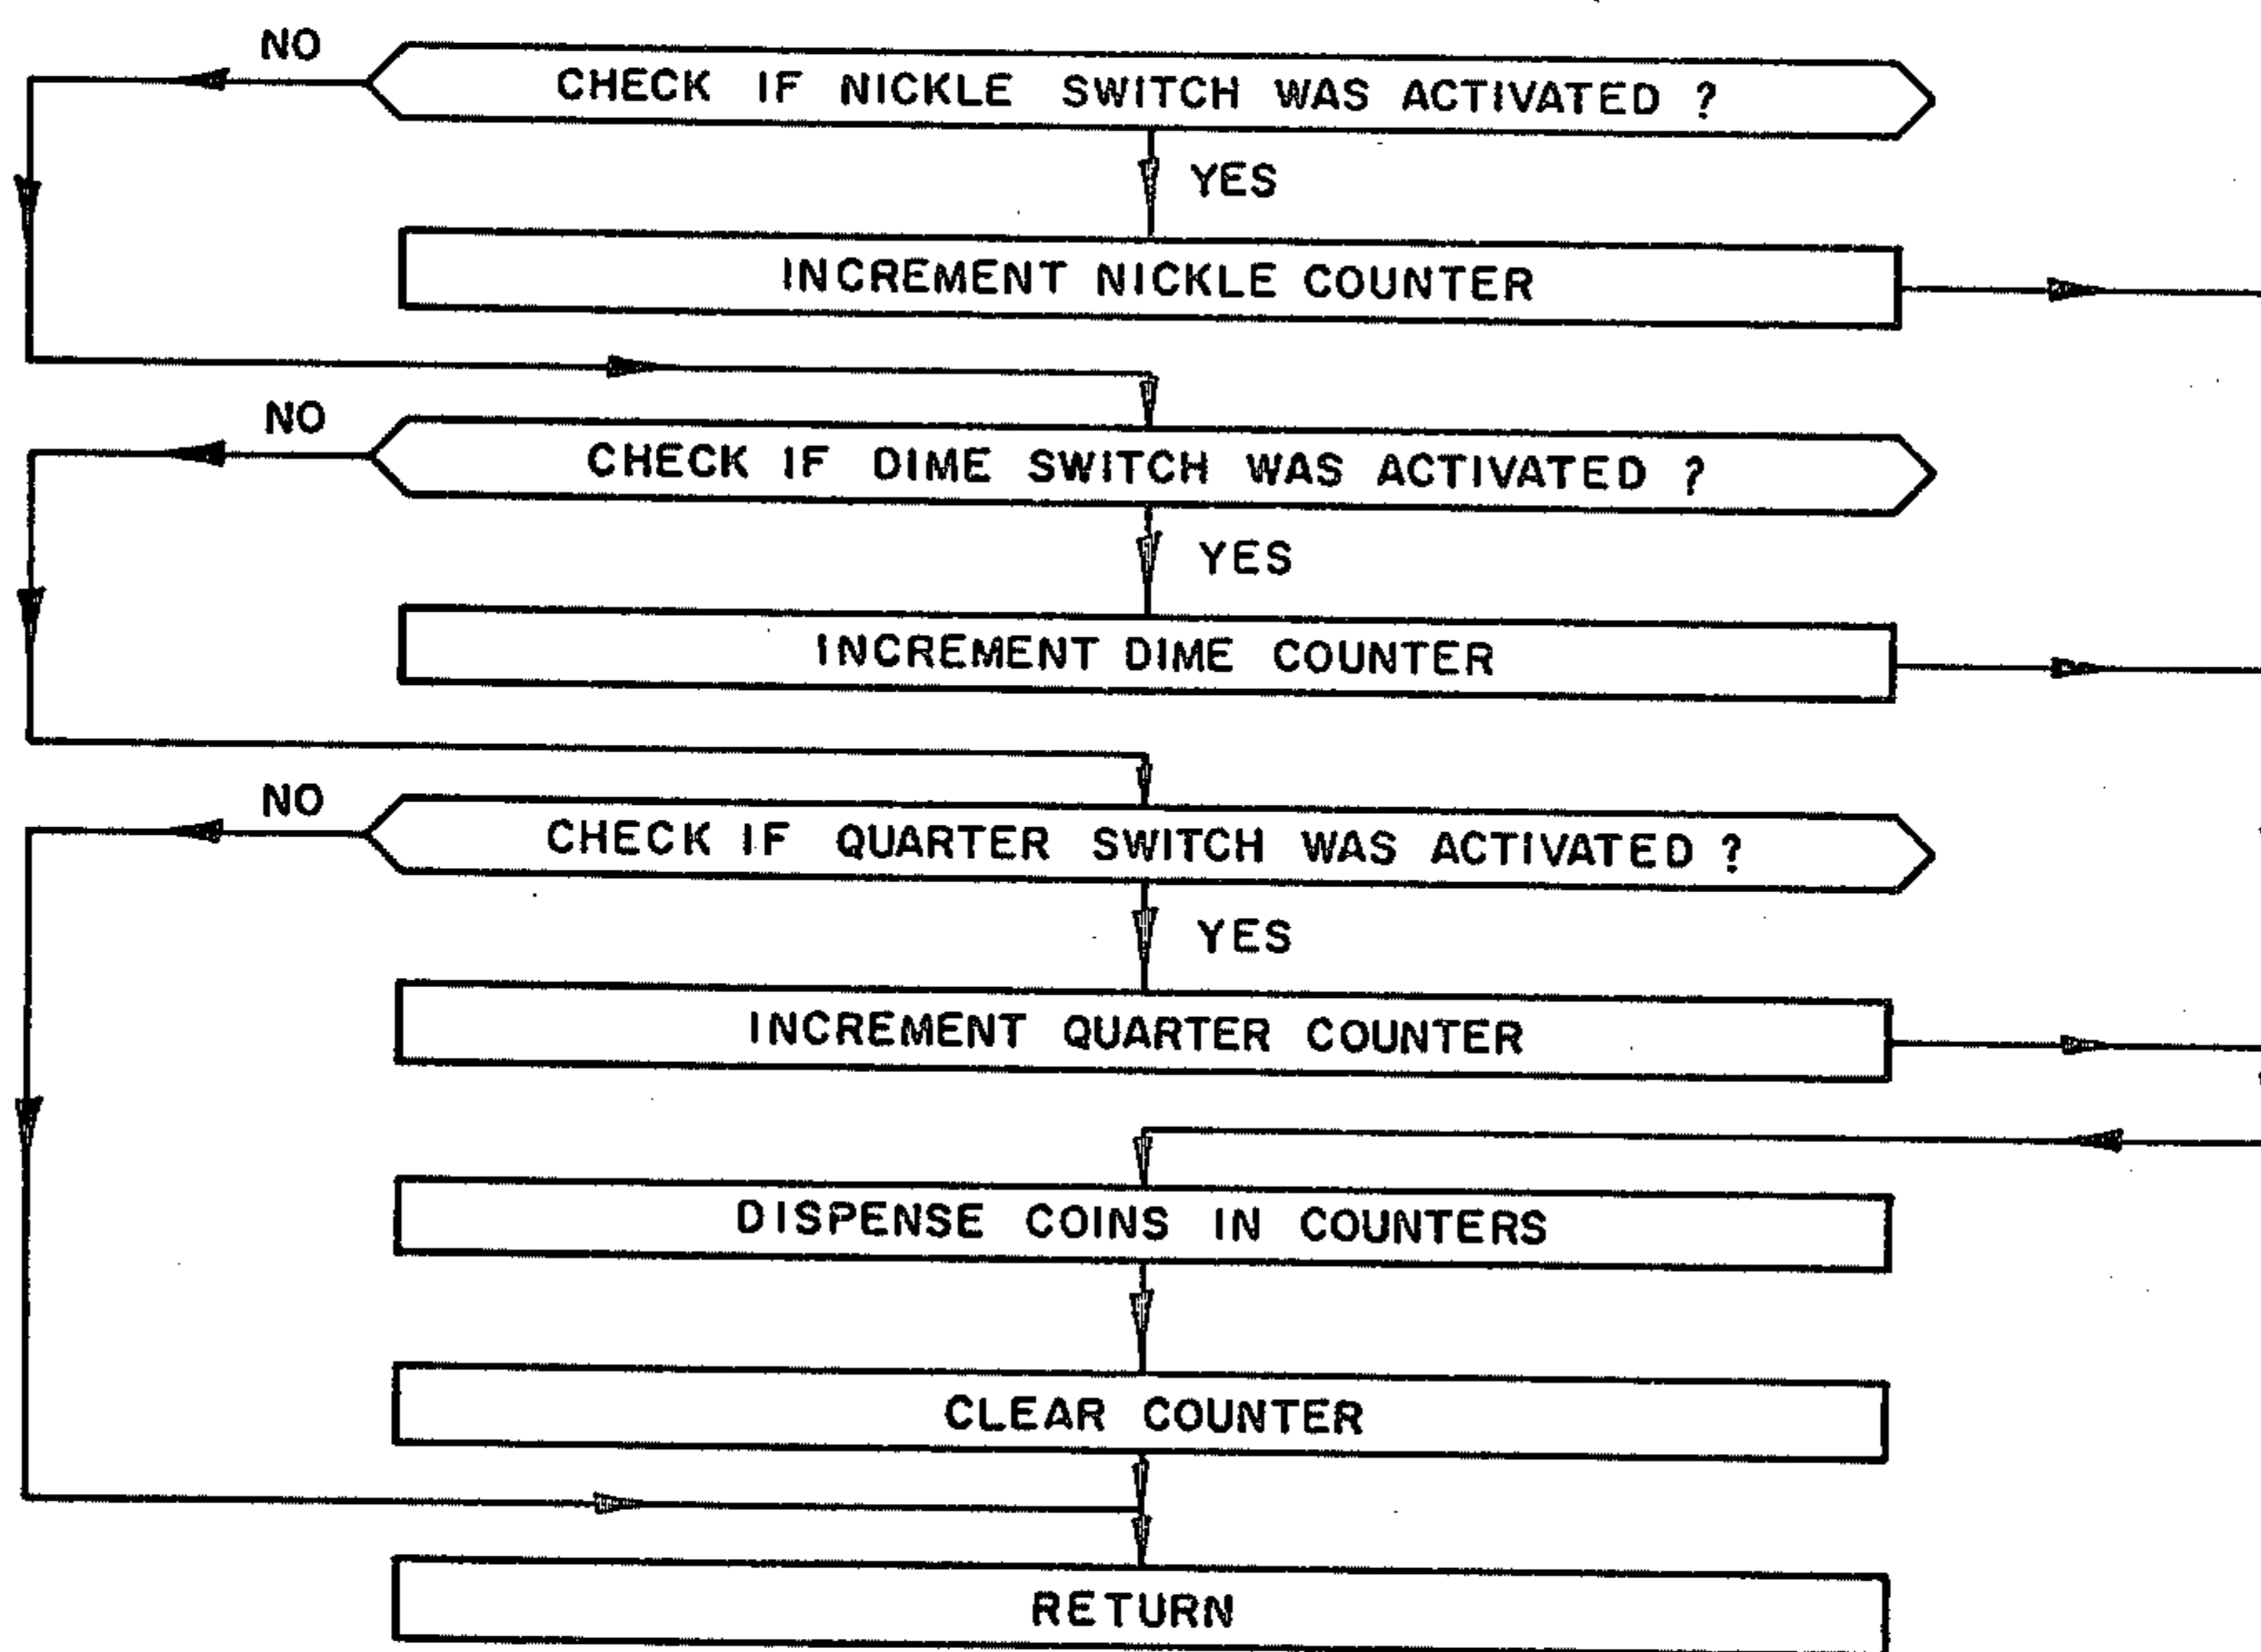 NO
CHECK IF NICKLE SWITCH WAS ACTIVATED ?
YES
INCREMENT NICKLE COUNTER
NO
CHECK IF DIME SWITCH WAS ACTIVATED ?
YES
INCREMENT DIME COUNTER
NO
CHECK IF QUARTER SWITCH WAS ACTIVATED ?
YES
INCREMENT QUARTER COUNTER
DISPENSE COINS IN COUNTERS
CLEAR COUNTER
RETURN